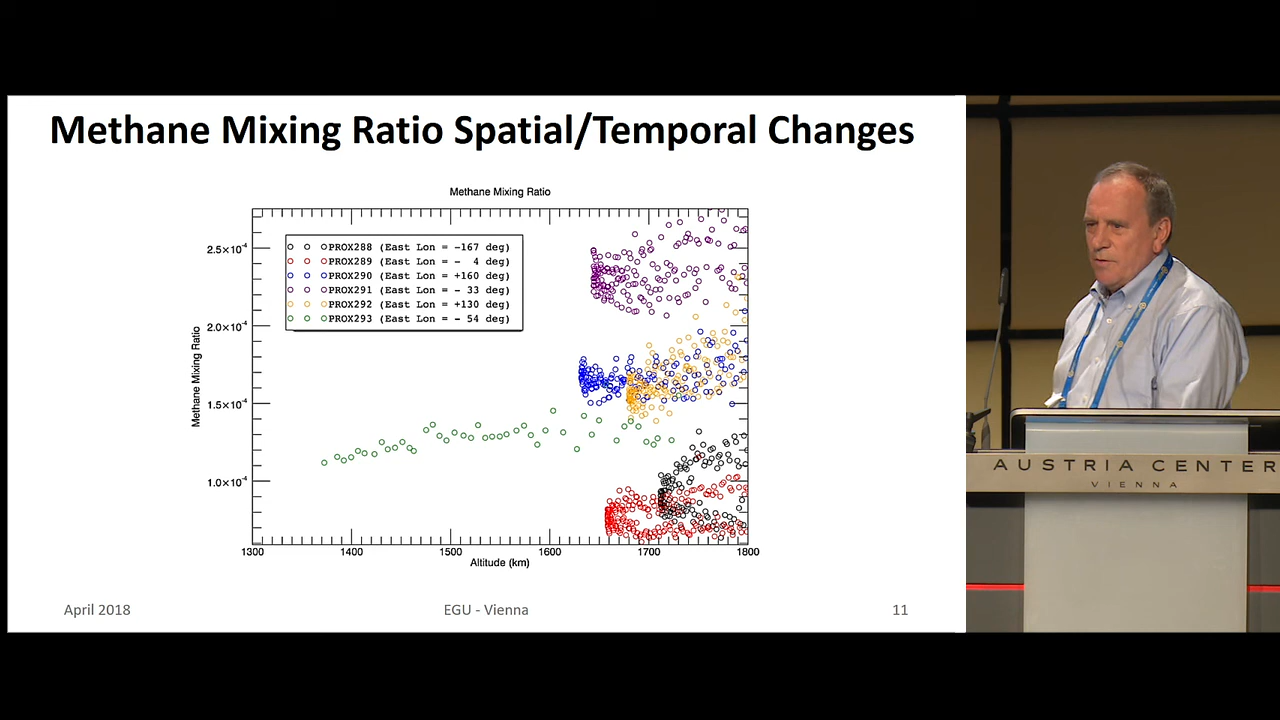 Methane Mixing Ratio Spatial/Temporal Changes
Methane Mixing Ratio
PROX288 (East Lon = -167 deg)
PROX289 (East Lon = - 4 deg)
PROX290 (East Lon = +160 deg)
PROX291 (East Lon = - 33 deg)
PROX292 (East Lon = +130 deg)
PROX293 (East Lon = - 54 deg)
2.5×10⁻⁴
2.0×10⁻⁴
1.5×10⁻⁴
1.0×10⁻⁴
Methane Mixing Ratio
1300 1400 1500 1600 1700 1800
Altitude (km)
April 2018 EGU - Vienna 11
AUSTRIA CENTER
VIENNA